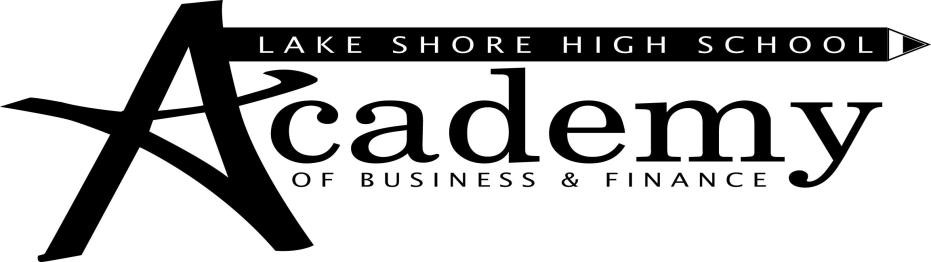 LAKE SHORE HIGH SCHOOL
Academy
OF BUSINESS & FINANCE